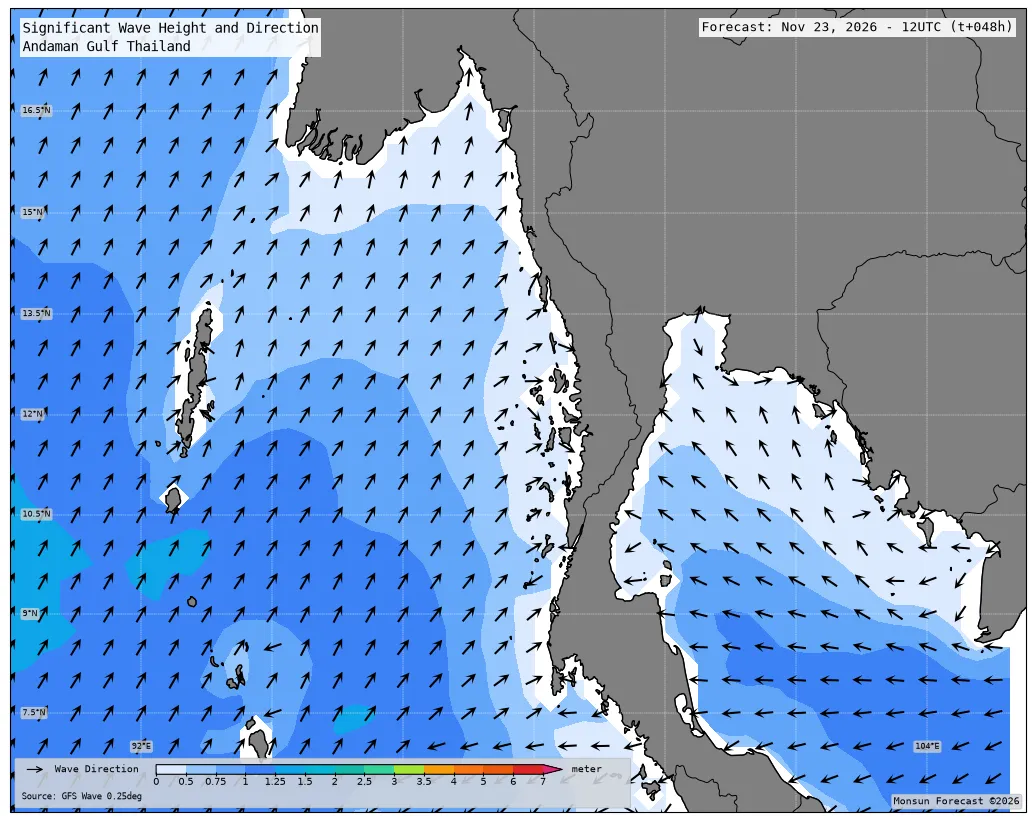 Significant Wave Height and Direction
Andaman Gulf Thailand
Forecast: Nov 23, 2026 - 12UTC (t+048h)
16.5°N
15°N
13.5°N
12°N
10.5°N
9°N
7.5°N
92°E
104°E
Wave Direction
meter
0 0.5 0.75 1 1.25 1.5 2 2.5 3 3.5 4 5 6 7
Source: GFS Wave 0.25deg
Monsun Forecast ©2026